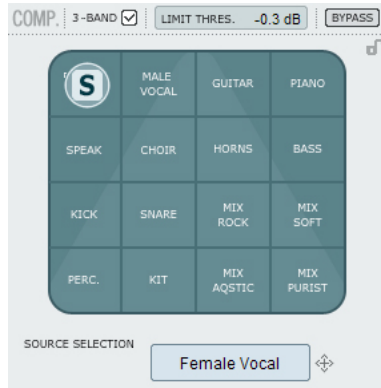 COMP. 3-BAND LIMIT THRES. -0.3 dB BYPASS
S MALE VOCAL GUITAR PIANO
SPEAK CHOIR HORNS BASS
KICK SNARE MIX ROCK MIX SOFT
PERC. KIT MIX AQSTIC MIX PURIST
SOURCE SELECTION
Female Vocal